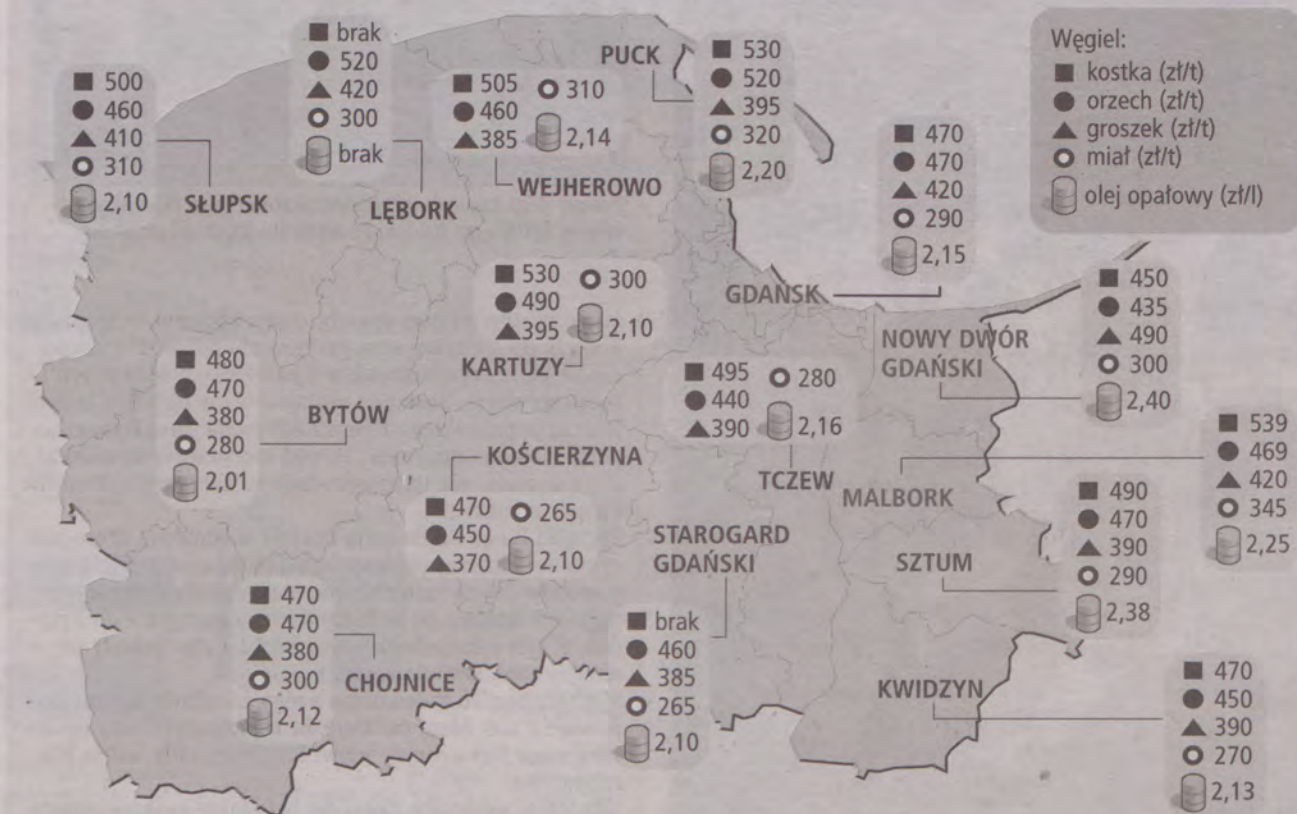 ■ brak
● 520
▲ 420
○ 300
brak
LĘBORK
■ 500
● 460
▲ 410
○ 310
2,10
SŁUPSK
■ 505 ○ 310
● 460
▲ 385 2,14
WEJHEROWO
PUCK
■ 530
● 520
▲ 395
○ 320
2,20
Węgiel:
■ kostka (zł/t)
● orzech (zł/t)
▲ groszek (zł/t)
○ miał (zł/t)
olej opałowy (zł/l)
■ 470
● 470
▲ 420
○ 290
2,15
GDAŃSK
■ 530 ○ 300
● 490
▲ 395 2,10
KARTUZY
■ 450
● 435
▲ 490
○ 300
2,40
NOWY DWÓR
GDAŃSKI
■ 480
● 470
▲ 380
○ 280
2,01
BYTÓW
■ 495 ○ 280
● 440
▲ 390 2,16
TCZEW
■ 539
● 469
▲ 420
○ 345
2,25
MALBORK
KOŚCIERZYNA
■ 470 ○ 265
● 450
▲ 370 2,10
STAROGARD
GDAŃSKI
■ brak
● 460
▲ 385
○ 265
2,10
SZTUM
■ 490
● 470
▲ 390
○ 290
2,38
■ 470
● 470
▲ 380
○ 300
2,12
CHOJNICE
KWIDZYN
■ 470
● 450
▲ 390
○ 270
2,13